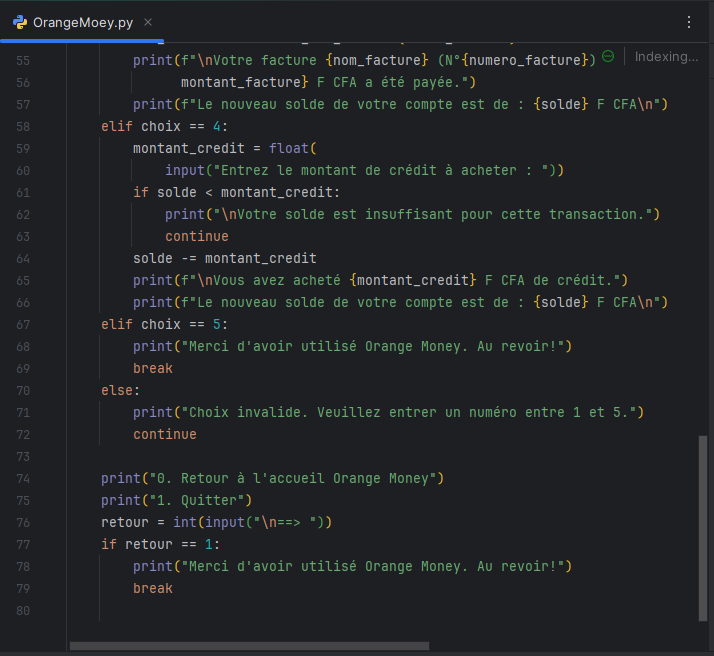 OrangeMoey.py
Indexing...
55 print(f"\nVotre facture {nom_facture} (N°{numero_facture})
56 montant_facture} F CFA a été payée.")
57 print(f"Le nouveau solde de votre compte est de : {solde} F CFA\n")
58 elif choix == 4:
59 montant_credit = float(
60 input("Entrez le montant de crédit à acheter : "))
61 if solde < montant_credit:
62 print("\nVotre solde est insuffisant pour cette transaction.")
63 continue
64 solde -= montant_credit
65 print(f"\nVous avez acheté {montant_credit} F CFA de crédit.")
66 print(f"Le nouveau solde de votre compte est de : {solde} F CFA\n")
67 elif choix == 5:
68 print("Merci d'avoir utilisé Orange Money. Au revoir!")
69 break
70 else:
71 print("Choix invalide. Veuillez entrer un numéro entre 1 et 5.")
72 continue
73
74 print("0. Retour à l'accueil Orange Money")
75 print("1. Quitter")
76 retour = int(input("\n==> "))
77 if retour == 1:
78 print("Merci d'avoir utilisé Orange Money. Au revoir!")
79 break
80